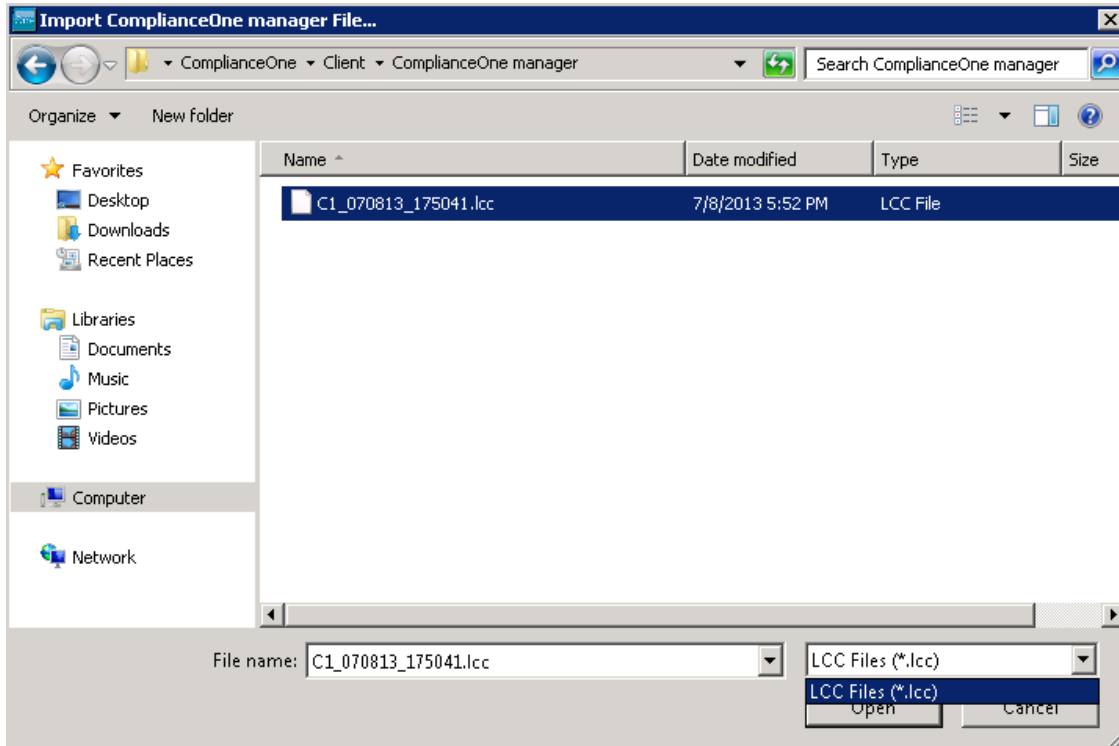 Import ComplianceOne manager File...
ComplianceOne Client ComplianceOne manager
Search ComplianceOne manager
Organize New folder
Name Date modified Type Size
Favorites
C1_070813_175041.lcc 7/8/2013 5:52 PM LCC File
Desktop
Downloads
Recent Places
Libraries
Documents
Music
Pictures
Videos
Computer
Network
File name: C1_070813_175041.lcc LCC Files (*.lcc)
LCC Files (*.lcc)
Open Cancel